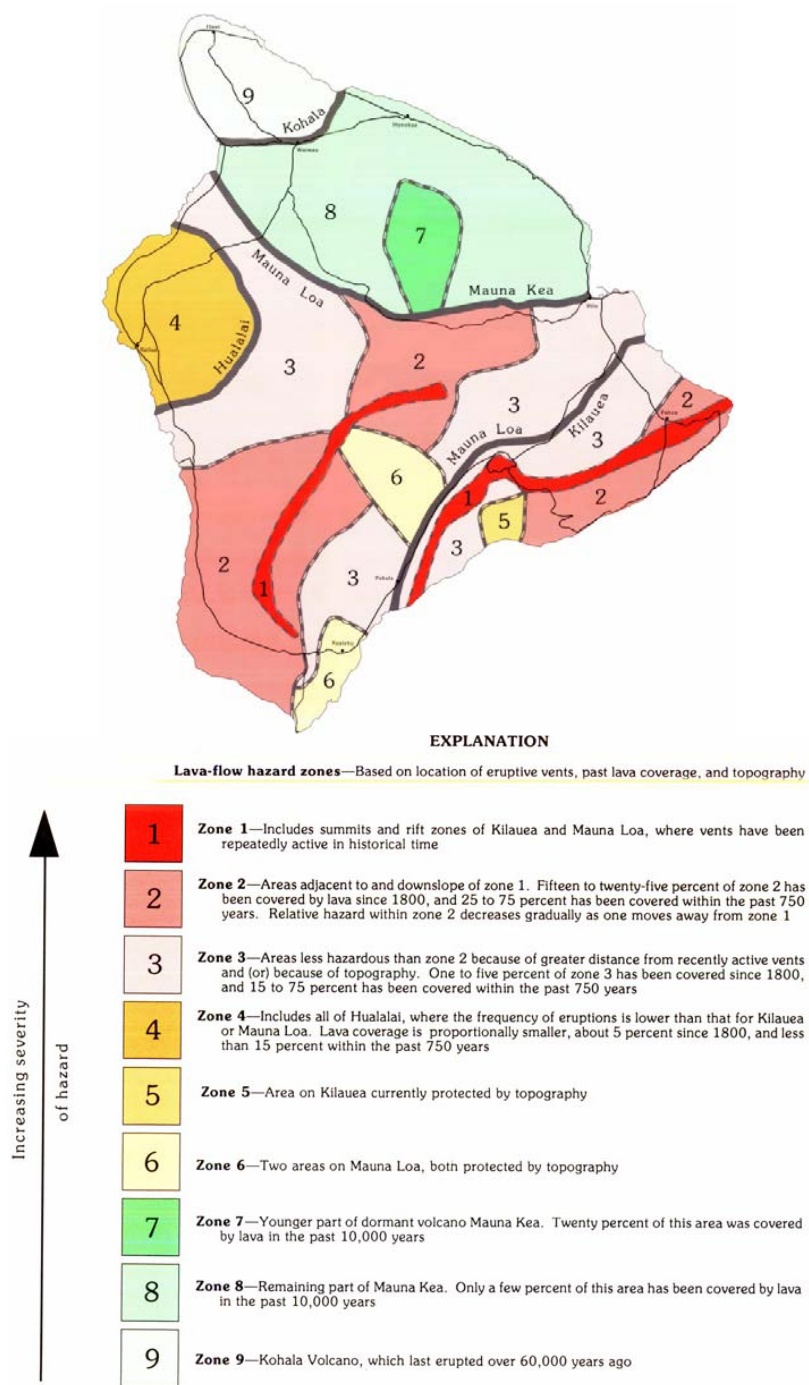 Hawi
9
Kohala
Waimea
Honokaa
8
7
Mauna Loa
Mauna Kea
Hilo
4
Hualalai
Kailua
3
2
3
Mauna Loa
Kilauea
2
Pahoa
3
6
1
2
5
2
1
3
3
Pahala
Naalehu
6
EXPLANATION
Lava-flow hazard zones—Based on location of eruptive vents, past lava coverage, and topography
Increasing severity
of hazard
1
Zone 1—Includes summits and rift zones of Kilauea and Mauna Loa, where vents have been
repeatedly active in historical time
2
Zone 2—Areas adjacent to and downslope of zone 1. Fifteen to twenty-five percent of zone 2 has
been covered by lava since 1800, and 25 to 75 percent has been covered within the past 750
years. Relative hazard within zone 2 decreases gradually as one moves away from zone 1
3
Zone 3—Areas less hazardous than zone 2 because of greater distance from recently active vents
and (or) because of topography. One to five percent of zone 3 has been covered since 1800,
and 15 to 75 percent has been covered within the past 750 years
4
Zone 4—Includes all of Hualalai, where the frequency of eruptions is lower than that for Kilauea
or Mauna Loa. Lava coverage is proportionally smaller, about 5 percent since 1800, and less
than 15 percent within the past 750 years
5
Zone 5—Area on Kilauea currently protected by topography
6
Zone 6—Two areas on Mauna Loa, both protected by topography
7
Zone 7—Younger part of dormant volcano Mauna Kea. Twenty percent of this area was covered
by lava in the past 10,000 years
8
Zone 8—Remaining part of Mauna Kea. Only a few percent of this area has been covered by lava
in the past 10,000 years
9
Zone 9—Kohala Volcano, which last erupted over 60,000 years ago